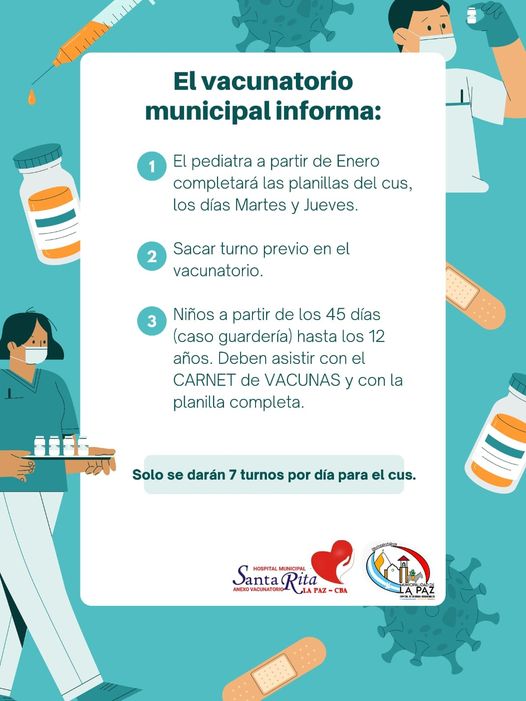 El vacunatorio
municipal informa:
1
El pediatra a partir de Enero
completará las planillas del cus,
los días Martes y Jueves.
2
Sacar turno previo en el
vacunatorio.
3
Niños a partir de los 45 días
(caso guardería) hasta los 12
años. Deben asistir con el
CARNET de VACUNAS y con la
planilla completa.
Solo se darán 7 turnos por día para el cus.
HOSPITAL MUNICIPAL
Santa Rita
ANEXO VACUNATORIO
LA PAZ - CBA
MUNICIPALIDAD DE
LA PAZ